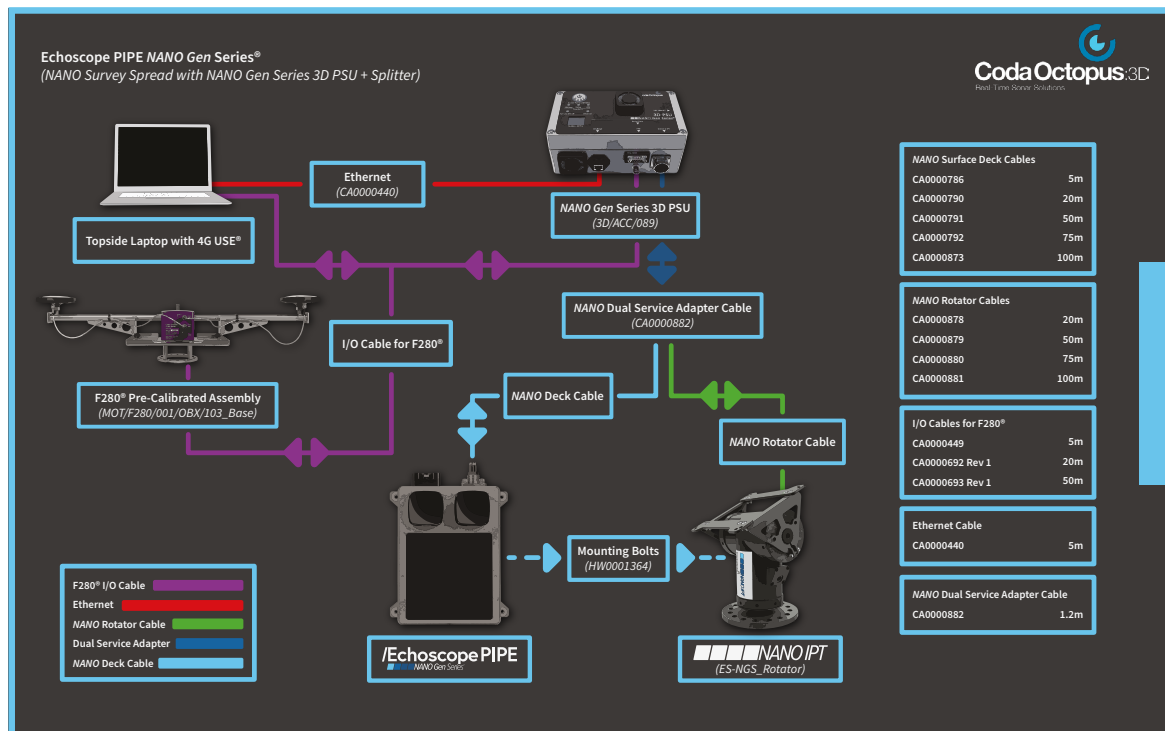 Echoscope PIPE NANO Gen Series®
(NANO Survey Spread with NANO Gen Series 3D PSU + Splitter)
CodaOctopus:3D
Real Time Sonar Solutions
Ethernet
(CA0000440)
Topside Laptop with 4G USE®
3D PSU
NANO Gen Series 3D PSU
(3D/ACC/089)
NANO Dual Service Adapter Cable
(CA0000882)
I/O Cable for F280®
F280® Pre-Calibrated Assembly
(MOT/F280/001/OBX/103_Base)
NANO Deck Cable
NANO Rotator Cable
Mounting Bolts
(HW0001364)
/Echoscope PIPE
NANO Gen Series
NANO IPT
(ES-NGS_Rotator)
F280® I/O Cable
Ethernet
NANO Rotator Cable
Dual Service Adapter
NANO Deck Cable
NANO Surface Deck Cables
CA0000786 5m
CA0000790 20m
CA0000791 50m
CA0000792 75m
CA0000873 100m
NANO Rotator Cables
CA0000878 20m
CA0000879 50m
CA0000880 75m
CA0000881 100m
I/O Cables for F280®
CA0000449 5m
CA0000692 Rev 1 20m
CA0000693 Rev 1 50m
Ethernet Cable
CA0000440 5m
NANO Dual Service Adapter Cable
CA0000882 1.2m